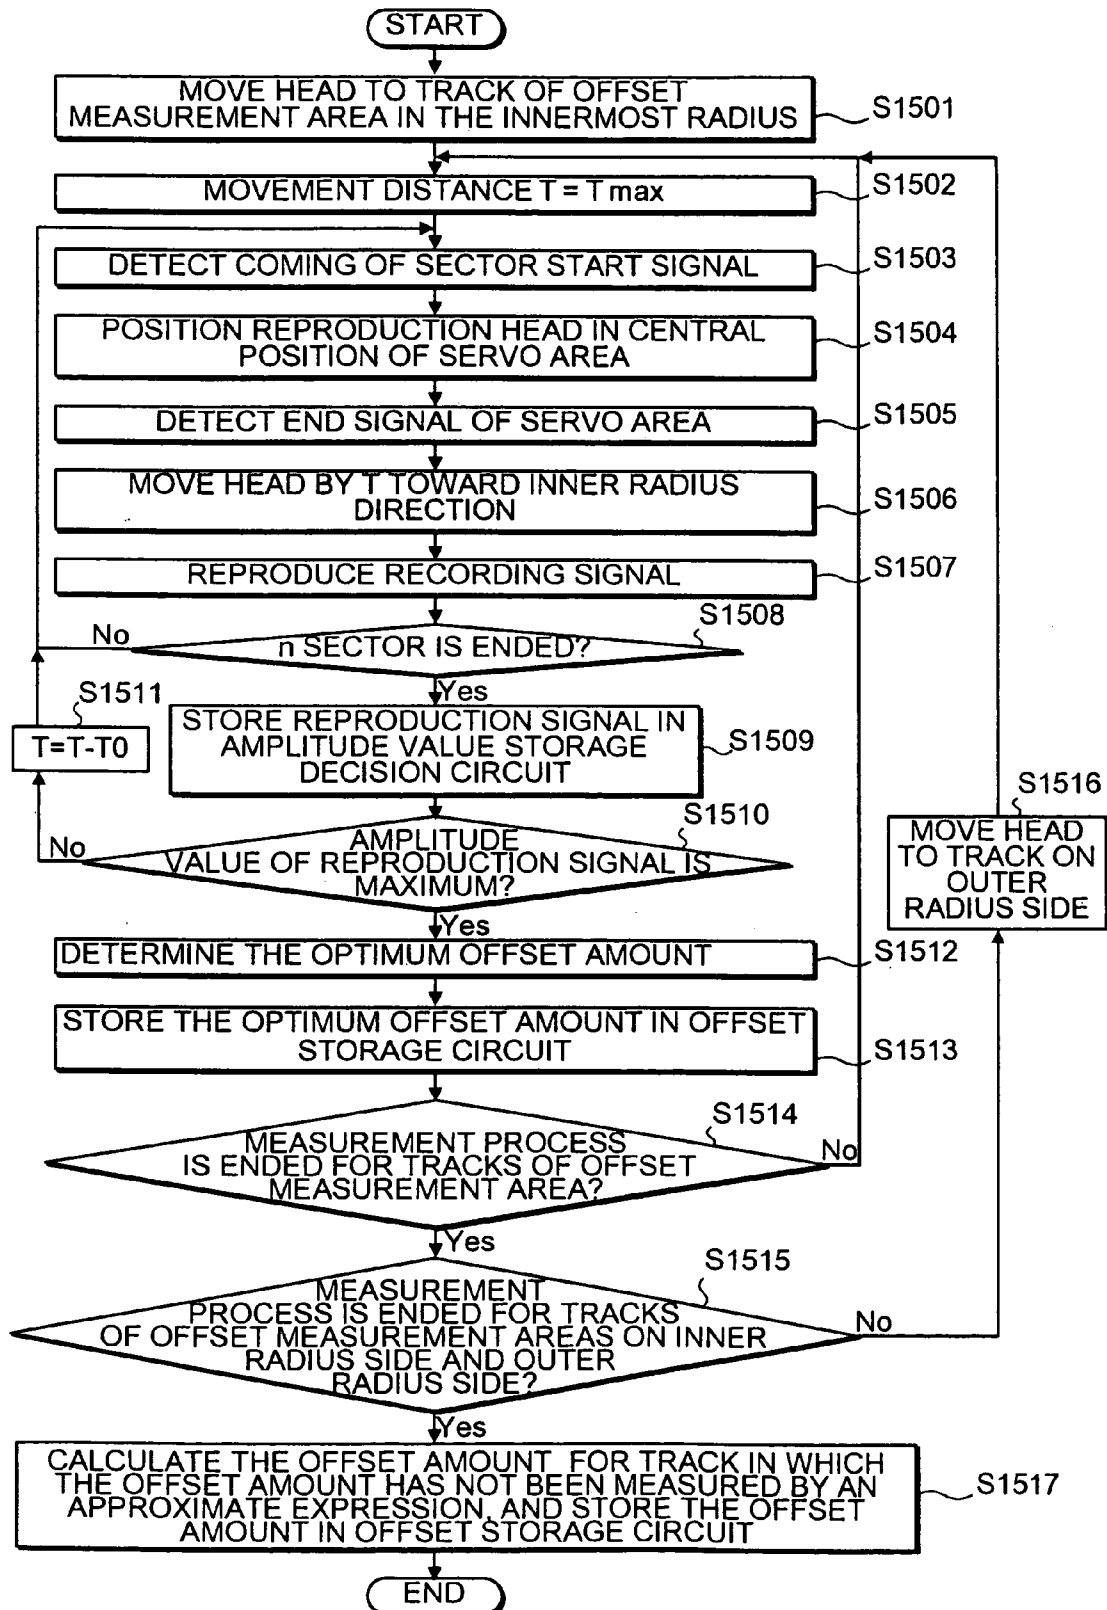 START
MOVE HEAD TO TRACK OF OFFSET
MEASUREMENT AREA IN THE INNERMOST RADIUS
S1501
MOVEMENT DISTANCE T = T max
S1502
DETECT COMING OF SECTOR START SIGNAL
S1503
POSITION REPRODUCTION HEAD IN CENTRAL
POSITION OF SERVO AREA
S1504
DETECT END SIGNAL OF SERVO AREA
S1505
MOVE HEAD BY T TOWARD INNER RADIUS
DIRECTION
S1506
REPRODUCE RECORDING SIGNAL
S1507
n SECTOR IS ENDED?
S1508
No
Yes
S1511
T=T-T0
STORE REPRODUCTION SIGNAL IN
AMPLITUDE VALUE STORAGE
DECISION CIRCUIT
S1509
AMPLITUDE
VALUE OF REPRODUCTION SIGNAL IS
MAXIMUM?
S1510
No
Yes
S1516
MOVE HEAD
TO TRACK ON
OUTER
RADIUS SIDE
DETERMINE THE OPTIMUM OFFSET AMOUNT
S1512
STORE THE OPTIMUM OFFSET AMOUNT IN OFFSET
STORAGE CIRCUIT
S1513
MEASUREMENT PROCESS
IS ENDED FOR TRACKS OF OFFSET
MEASUREMENT AREA?
S1514
No
Yes
MEASUREMENT
PROCESS IS ENDED FOR TRACKS
OF OFFSET MEASUREMENT AREAS ON INNER
RADIUS SIDE AND OUTER
RADIUS SIDE?
S1515
No
Yes
CALCULATE THE OFFSET AMOUNT FOR TRACK IN WHICH
THE OFFSET AMOUNT HAS NOT BEEN MEASURED BY AN
APPROXIMATE EXPRESSION, AND STORE THE OFFSET
AMOUNT IN OFFSET STORAGE CIRCUIT
S1517
END